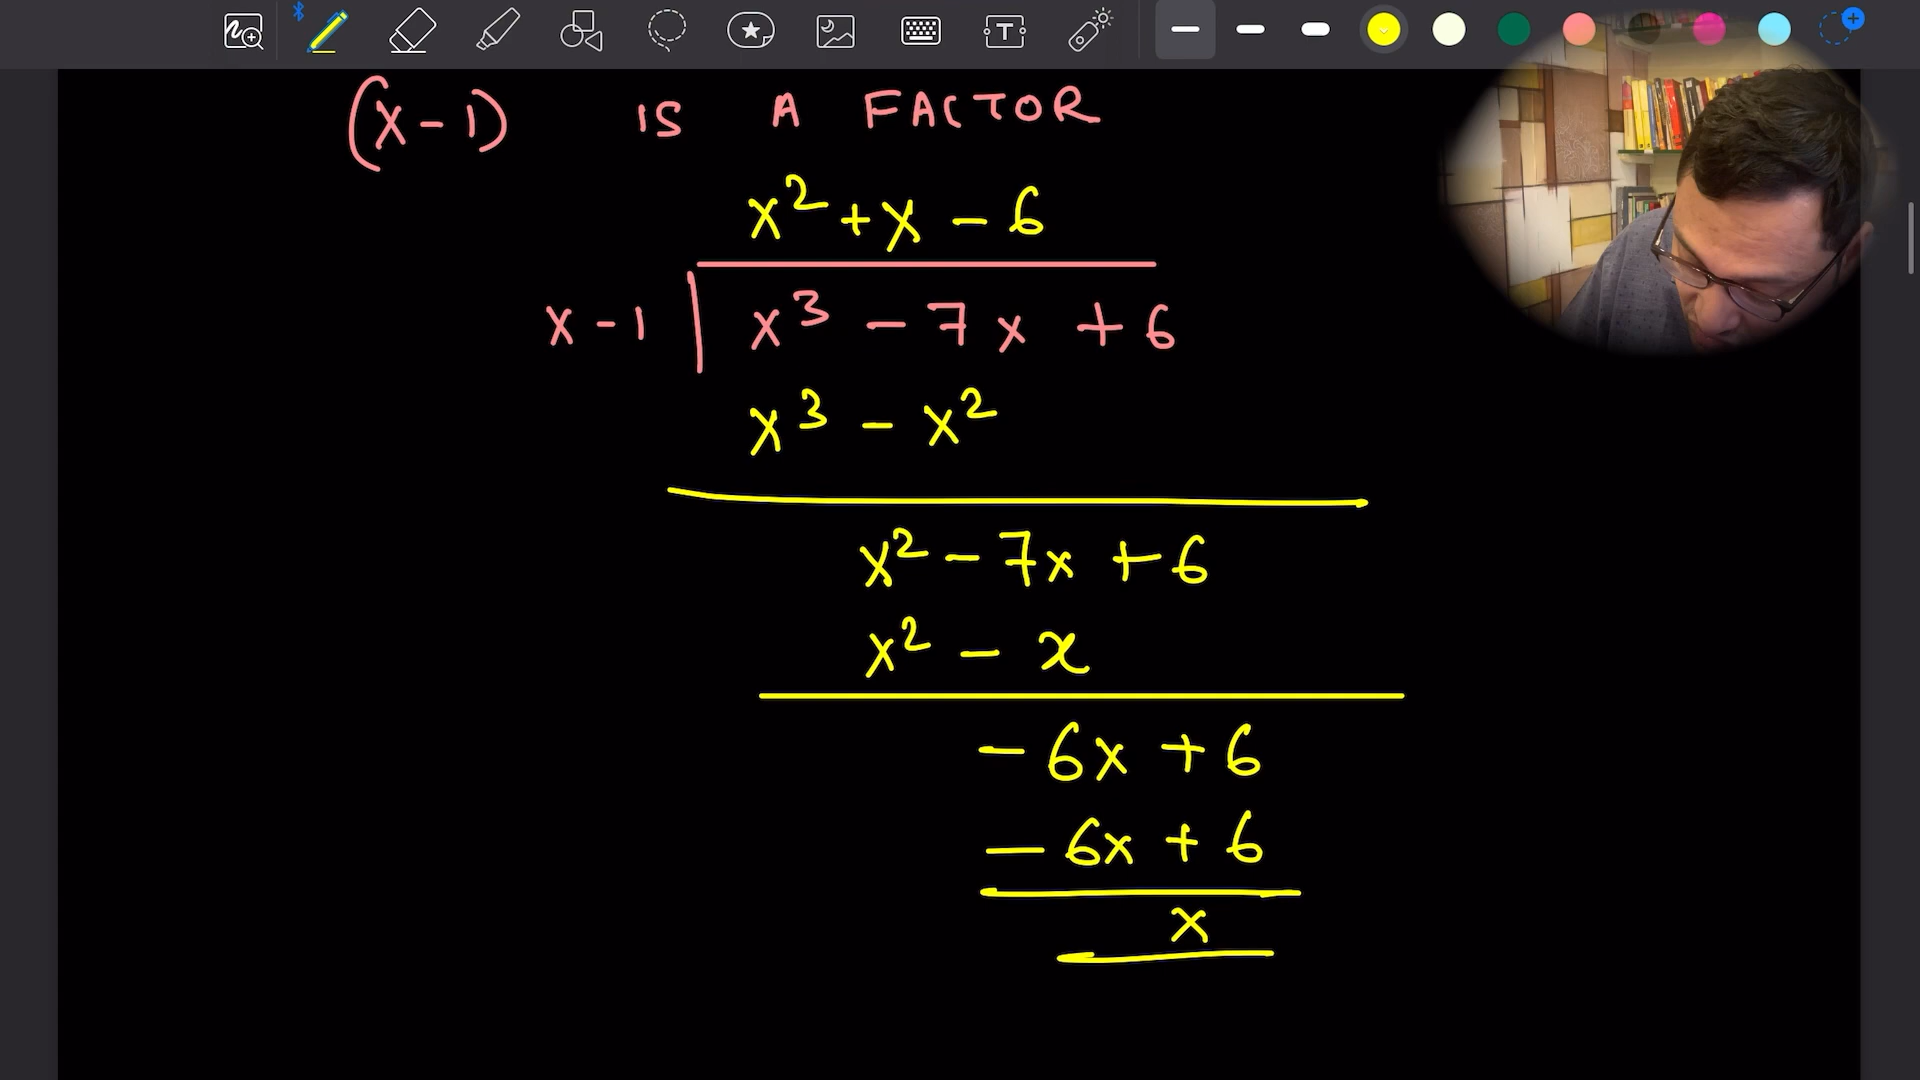 (x-1) IS A FACTOR
x² + x - 6
x - 1 | x³ - 7x + 6
x³ - x²
x² - 7x + 6
x² - x
- 6x + 6
- 6x + 6
x